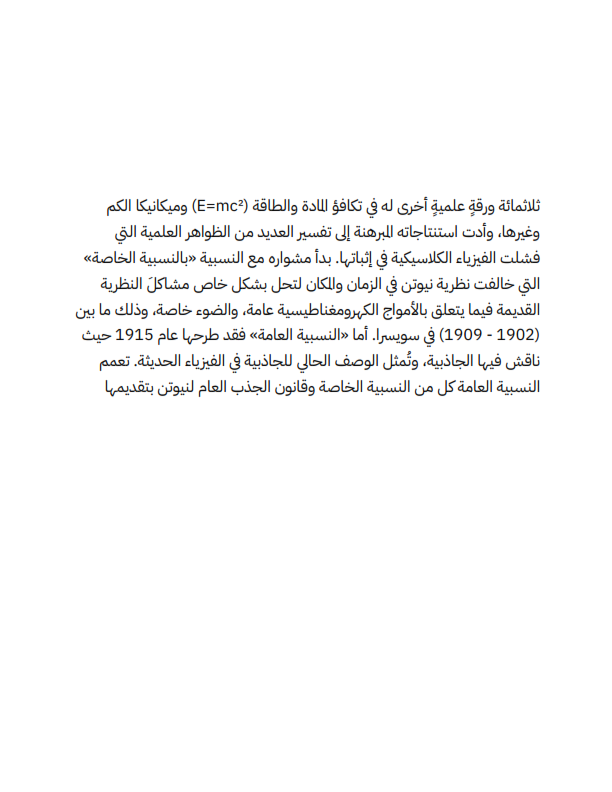 ثلاثمائة ورقةٍ علميةٍ أخرى له في تكافؤ المادة والطاقة (E=mc²) وميكانيكا الكم
وغيرها، وأدت استنتاجاته المبرهنة إلى تفسير العديد من الظواهر العلمية التي
فشلت الفيزياء الكلاسيكية في إثباتها. بدأ مشواره مع النسبية «بالنسبية الخاصة»
التي خالفت نظرية نيوتن في الزمان والمكان لتحل بشكل خاص مشاكلَ النظرية
القديمة فيما يتعلق بالأمواج الكهرومغناطيسية عامة، والضوء خاصة، وذلك ما بين
(1902 - 1909) في سويسرا. أما «النسبية العامة» فقد طرحها عام 1915 حيث
ناقش فيها الجاذبية، وتُمثل الوصف الحالي للجاذبية في الفيزياء الحديثة. تعمم
النسبية العامة كل من النسبية الخاصة وقانون الجذب العام لنيوتن بتقديمها